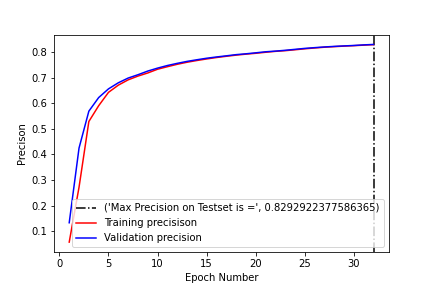 0.8
0.7
0.6
0.5
0.4
0.3
0.2
0.1
Precison
('Max Precision on Testset is =', 0.8292922377586365)
Training precisison
Validation precision
0 5 10 15 20 25 30
Epoch Number